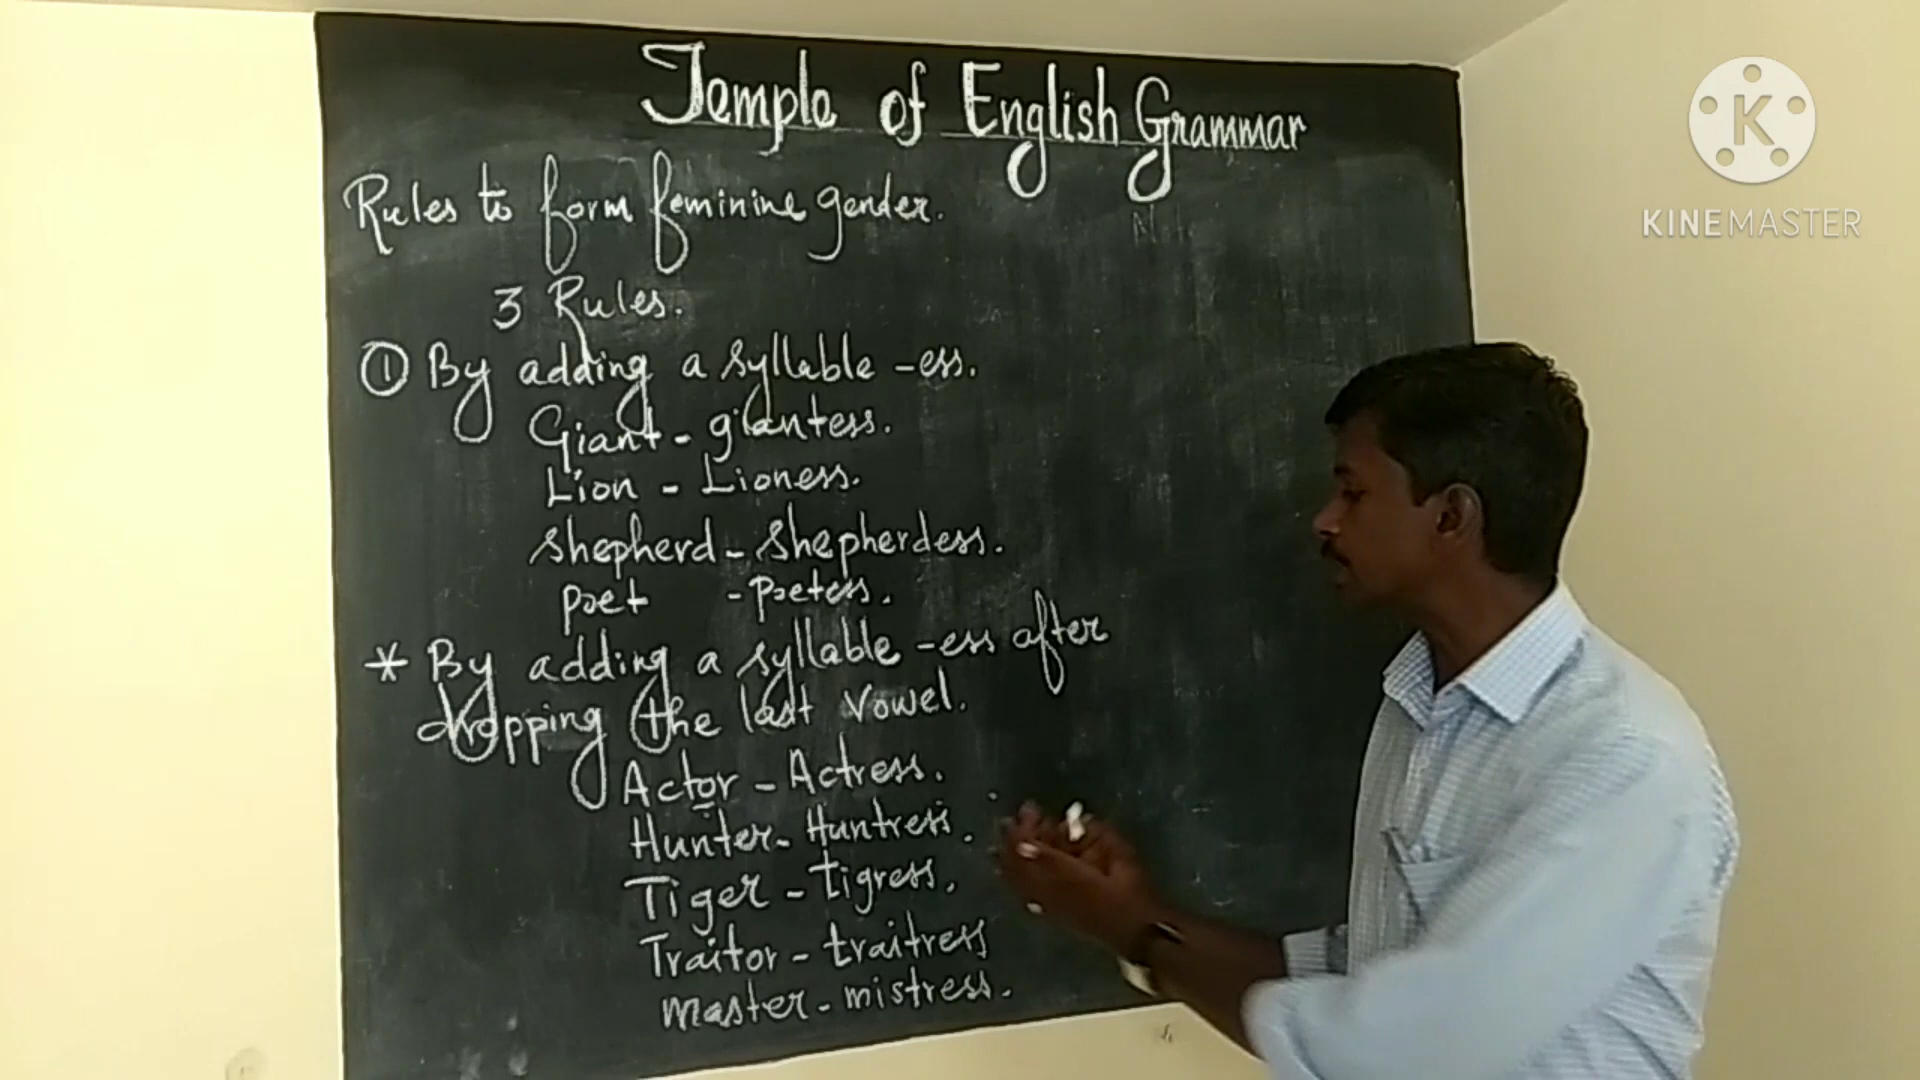 Temple of English Grammar
Rules to form feminine gender.
3 Rules.
① By adding a syllable -ess.
Giant - giantess.
Lion - Lioness.
Shepherd - Shepherdess.
Poet - Poetess.
* By adding a syllable -ess after
dropping the last vowel.
Actor - Actress.
Hunter - Huntress.
Tiger - tigress.
Traitor - traitress
Master - mistress.
K
KINEMASTER